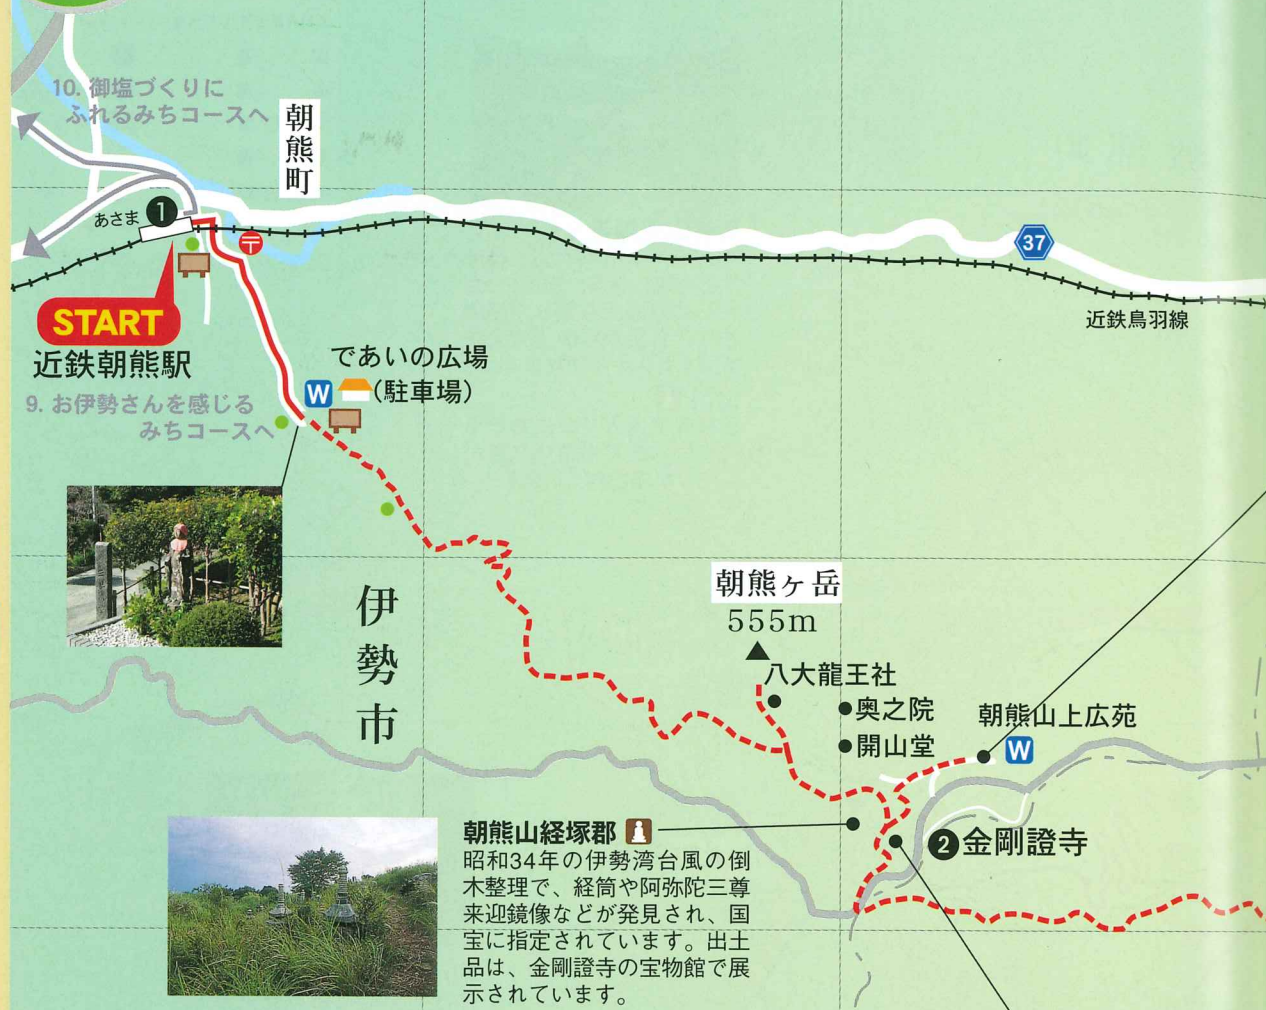 10. 御塩づくりに
ふれるみちコースへ
朝熊町
あさま
1
〒
37
近鉄鳥羽線
START
近鉄朝熊駅
であいの広場
W
(駐車場)
9. お伊勢さんを感じる
みちコースへ
伊勢市
朝熊ヶ岳
555m
八大龍王社
奥之院
開山堂
朝熊山上広苑
W
2 金剛證寺
朝熊山経塚郡
昭和34年の伊勢湾台風の倒
木整理で、経筒や阿弥陀三尊
来迎鏡像などが発見され、国
宝に指定されています。出土
品は、金剛證寺の宝物館で展
示されています。